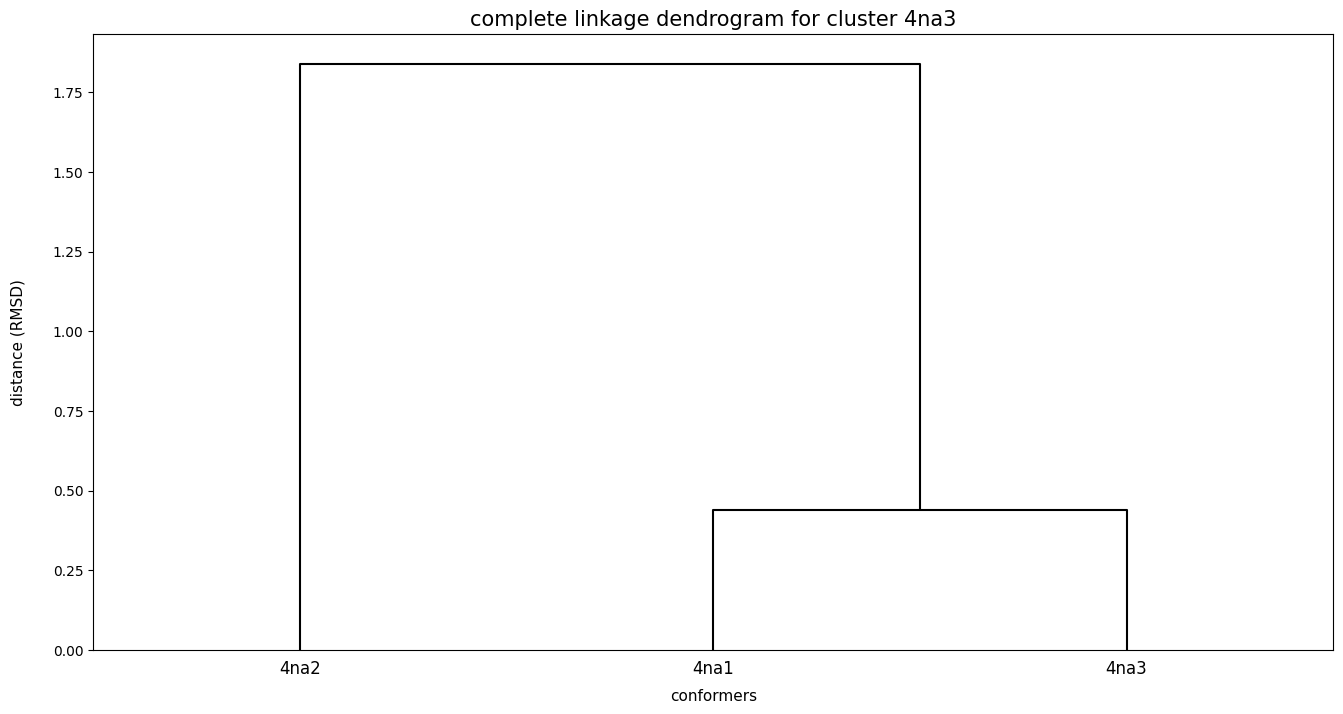 complete linkage dendrogram for cluster 4na3
distance (RMSD)
1.75
1.50
1.25
1.00
0.75
0.50
0.25
0.00
4na2 4na1 4na3
conformers